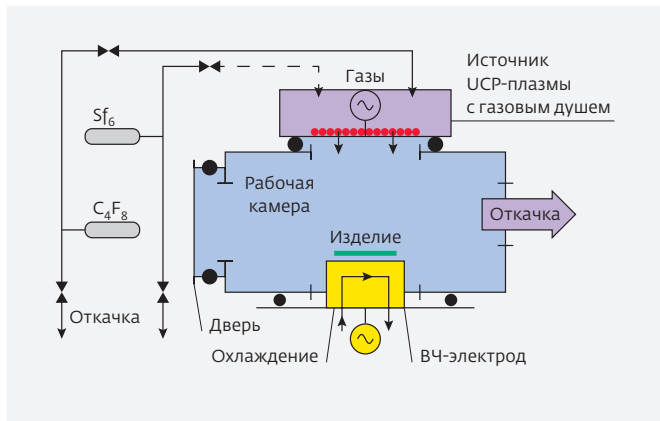 Источник
UCP-плазмы
с газовым душем
Газы
Sf₆
Рабочая
камера
C₄F₈
Откачка
Изделие
Откачка
Дверь
Охлаждение
ВЧ-электрод